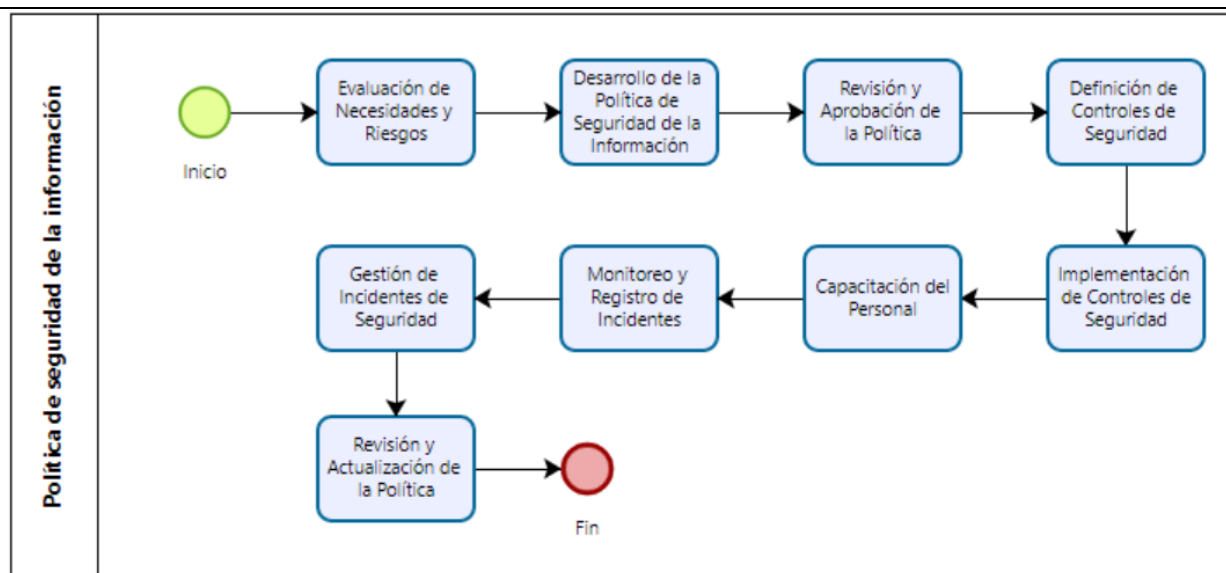 Política de seguridad de la información
Inicio
Evaluación de
Necesidades y
Riesgos
Desarrollo de la
Política de
Seguridad de la
Información
Revisión y
Aprobación de
la Política
Definición de
Controles de
Seguridad
Implementación
de Controles de
Seguridad
Capacitación del
Personal
Monitoreo y
Registro de
Incidentes
Gestión de
Incidentes de
Seguridad
Revisión y
Actualización de
la Política
Fin